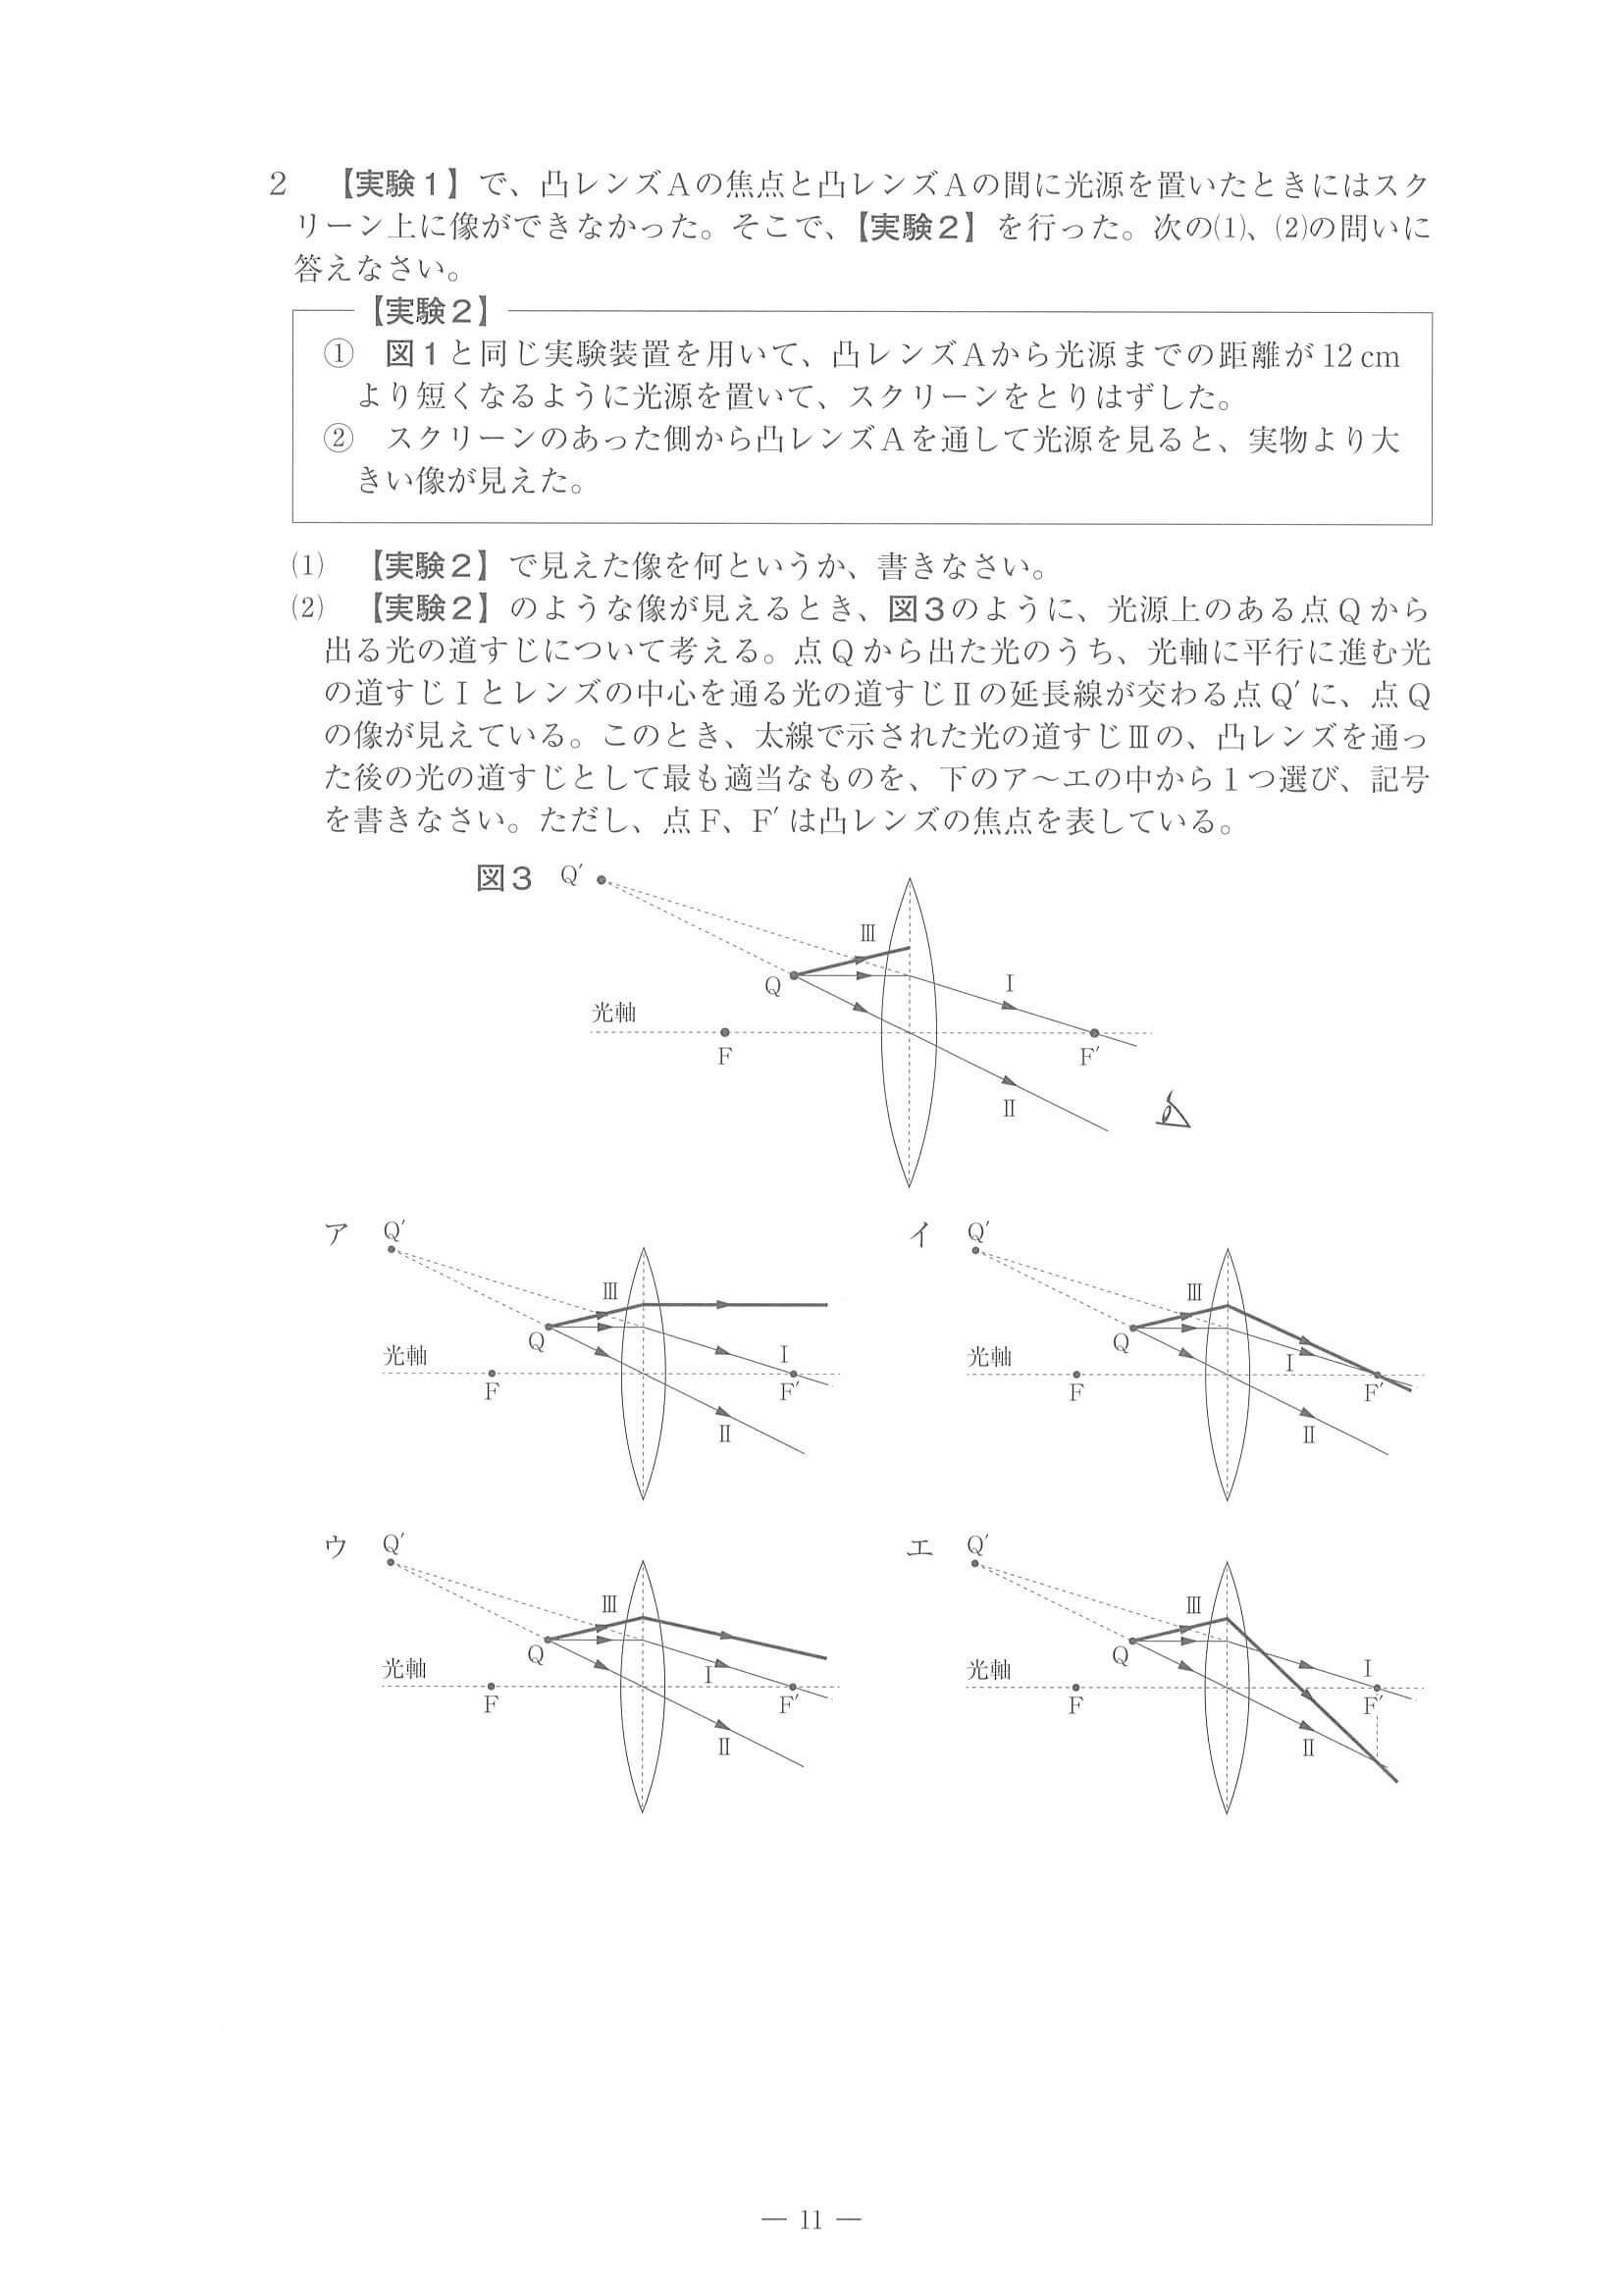 2 【実験1】で、凸レンズAの焦点と凸レンズAの間に光源を置いたときにはスク
リーン上に像ができなかった。そこで、【実験2】を行った。次の⑴、⑵の問いに
答えなさい。
【実験2】
① 図1と同じ実験装置を用いて、凸レンズAから光源までの距離が12 cm
より短くなるように光源を置いて、スクリーンをとりはずした。
② スクリーンのあった側から凸レンズAを通して光源を見ると、実物より大
きい像が見えた。
⑴ 【実験2】で見えた像を何というか、書きなさい。
⑵ 【実験2】のような像が見えるとき、図3のように、光源上のある点Qから
出る光の道すじについて考える。点Qから出た光のうち、光軸に平行に進む光
の道すじⅠとレンズの中心を通る光の道すじⅡの延長線が交わる点Q′に、点Q
の像が見えている。このとき、太線で示された光の道すじⅢの、凸レンズを通っ
た後の光の道すじとして最も適当なものを、下のア～エの中から1つ選び、記号
を書きなさい。ただし、点F、F′は凸レンズの焦点を表している。
図3 Q′
Ⅲ
Q
Ⅰ
光軸
F
F′
Ⅱ
ア Q′
Ⅲ
Q
光軸
Ⅰ
F
F′
Ⅱ
イ Q′
Ⅲ
Q
光軸
Ⅰ
F
F′
Ⅱ
ウ Q′
Ⅲ
Q
光軸
Ⅰ
F
F′
Ⅱ
エ Q′
Ⅲ
Q
光軸
Ⅰ
F
F′
Ⅱ
― 11 ―